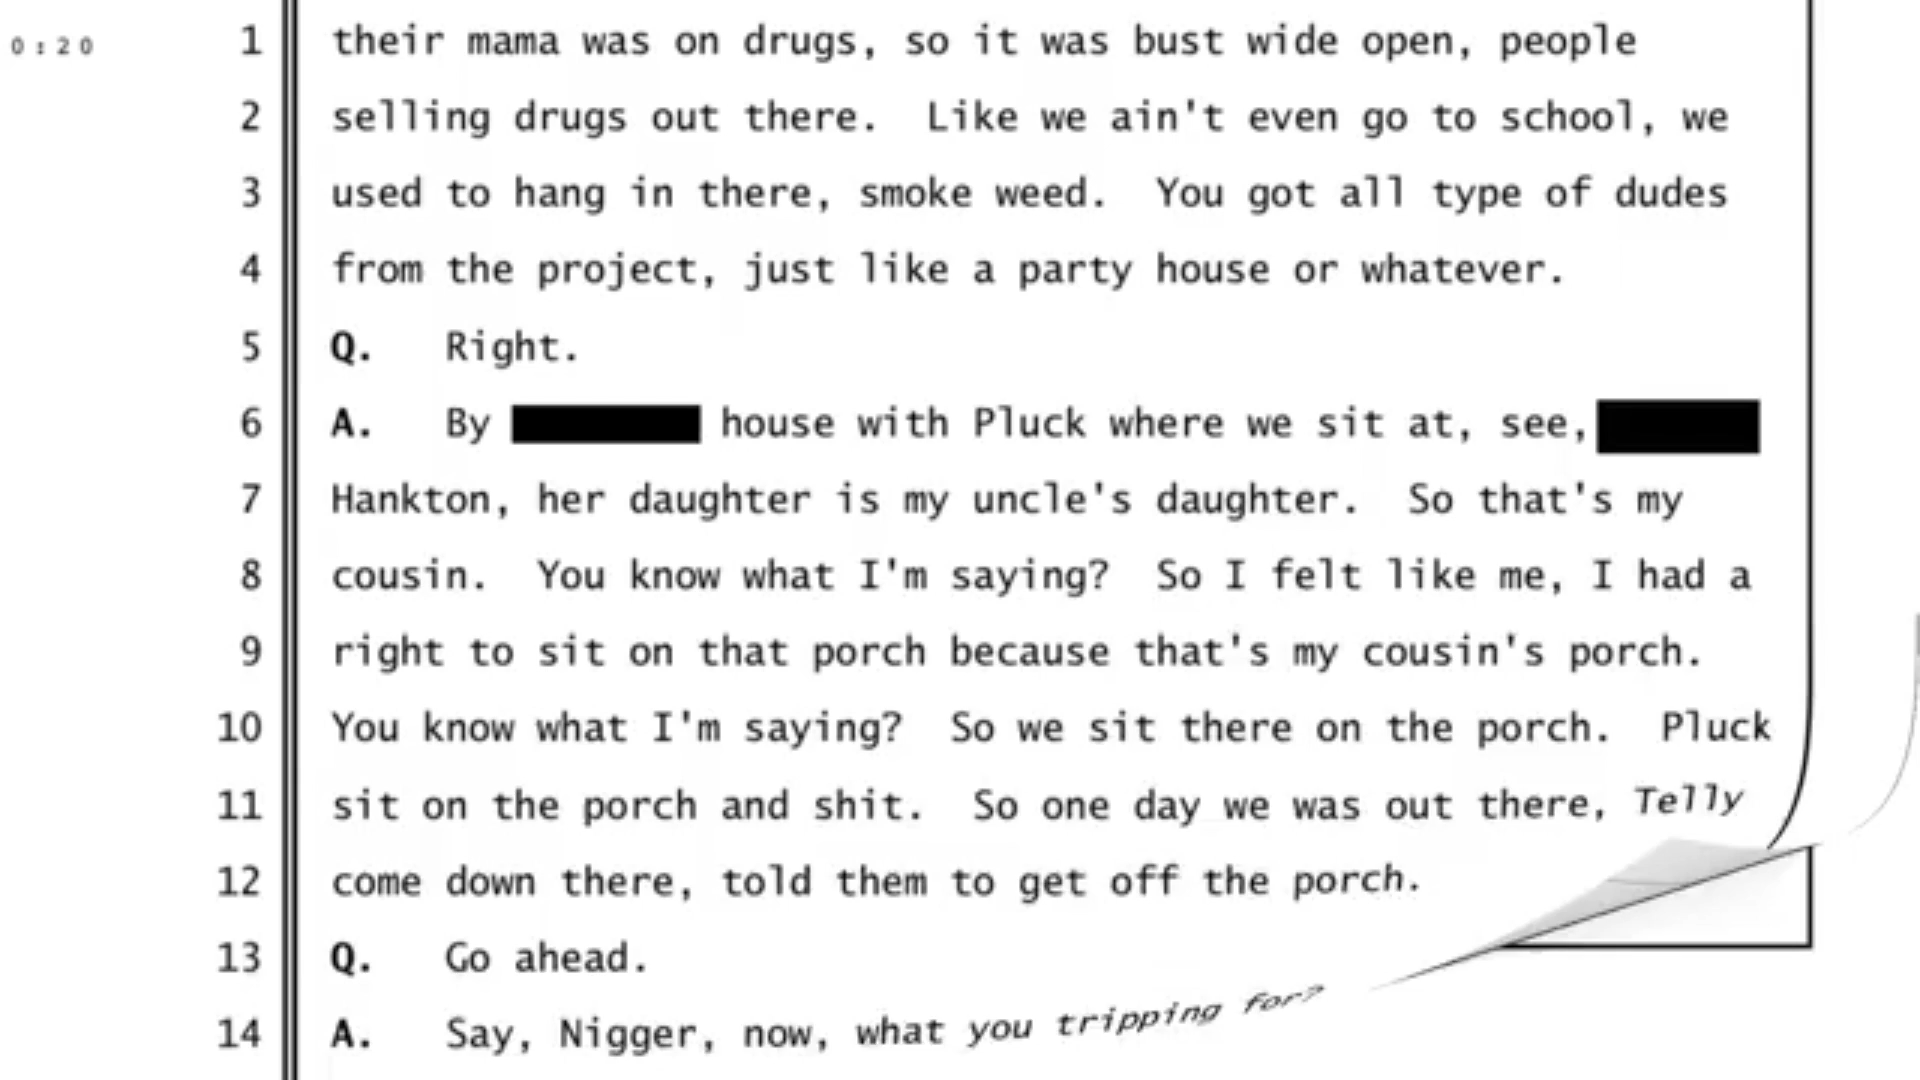 0:20
1 their mama was on drugs, so it was bust wide open, people
2 selling drugs out there.  Like we ain't even go to school, we
3 used to hang in there, smoke weed.  You got all type of dudes
4 from the project, just like a party house or whatever.
5 Q.   Right.
6 A.   By house with Pluck where we sit at, see,
7 Hankton, her daughter is my uncle's daughter.  So that's my
8 cousin.  You know what I'm saying?  So I felt like me, I had a
9 right to sit on that porch because that's my cousin's porch.
10 You know what I'm saying?  So we sit there on the porch.  Pluck
11 sit on the porch and shit.  So one day we was out there, Telly
12 come down there, told them to get off the porch.
13 Q.   Go ahead.
14 A.   Say, Nigger, now, what you tripping for?